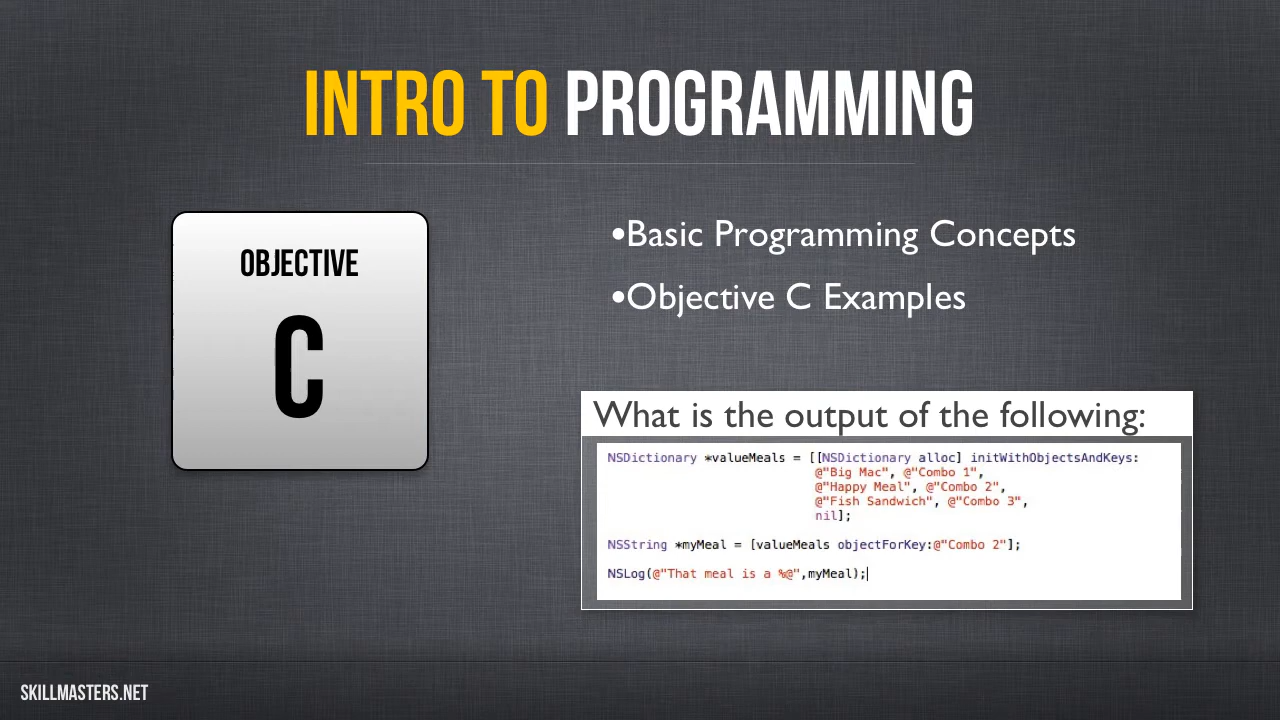 INTRO TO PROGRAMMING
OBJECTIVE
C
•Basic Programming Concepts
•Objective C Examples
What is the output of the following:
NSDictionary *valueMeals = [[NSDictionary alloc] initWithObjectsAndKeys:
@"Big Mac", @"Combo 1",
@"Happy Meal", @"Combo 2",
@"Fish Sandwich", @"Combo 3",
nil];
NSString *myMeal = [valueMeals objectForKey:@"Combo 2"];
NSLog(@"That meal is a %@",myMeal);
SKILLMASTERS.NET